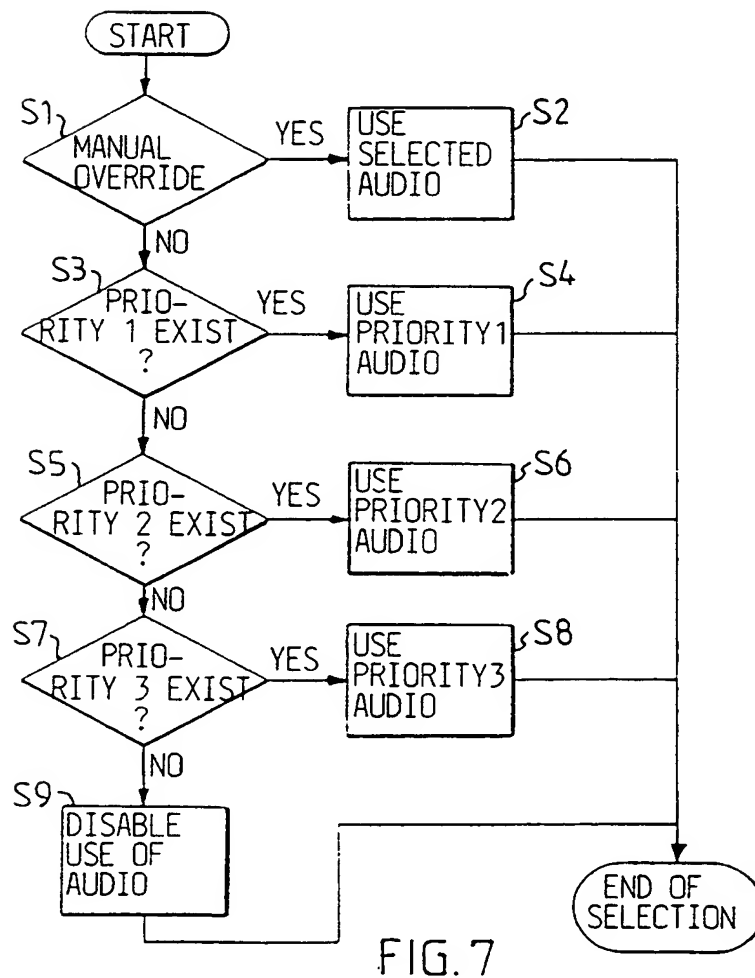 START
S1
MANUAL
OVERRIDE
YES
S2
USE
SELECTED
AUDIO
NO
S3
PRIO-
RITY 1 EXIST
?
YES
S4
USE
PRIORITY1
AUDIO
NO
S5
PRIO-
RITY 2 EXIST
?
YES
S6
USE
PRIORITY2
AUDIO
NO
S7
PRIO-
RITY 3 EXIST
?
YES
S8
USE
PRIORITY3
AUDIO
NO
S9
DISABLE
USE OF
AUDIO
END OF
SELECTION
FIG. 7